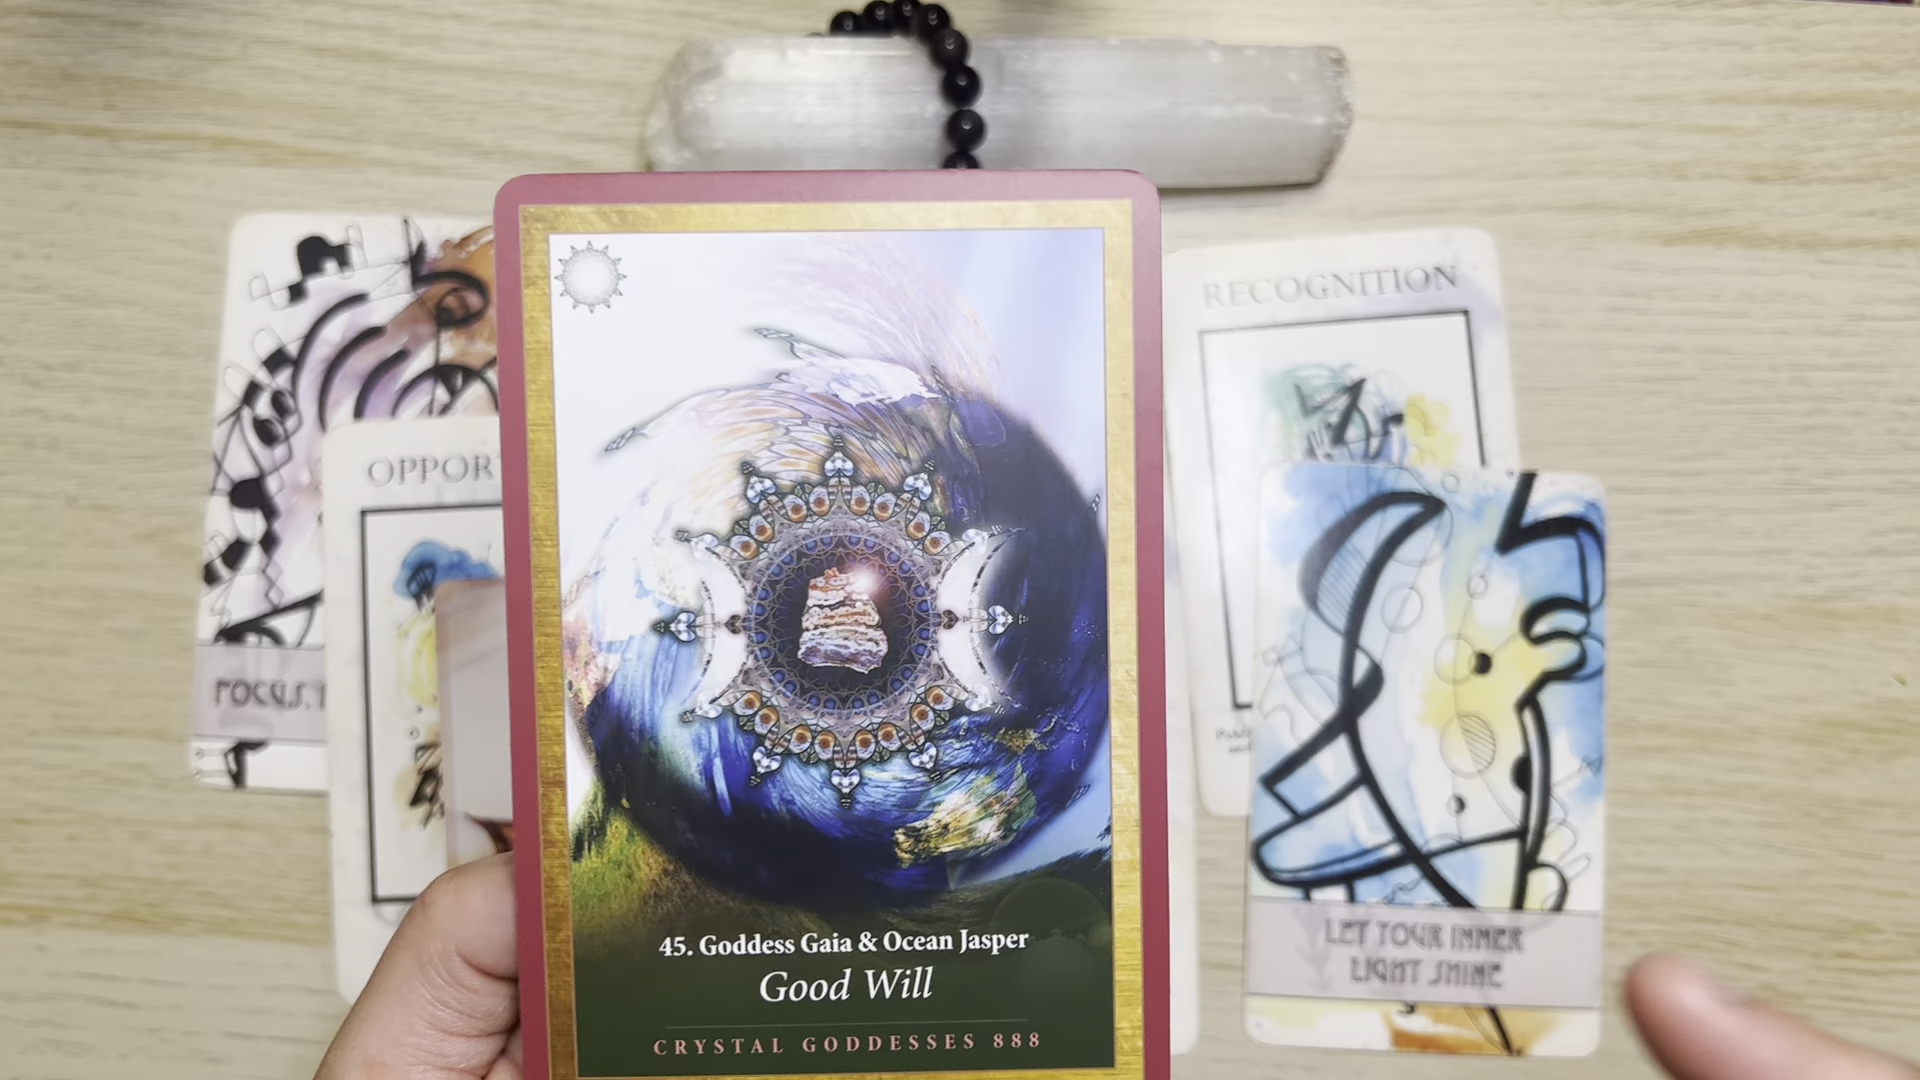 RECOGNITION
OPPOR
45. Goddess Gaia & Ocean Jasper
Good Will
CRYSTAL GODDESSES 888
LET YOUR INNER
LIGHT SHINE
FOCUS.